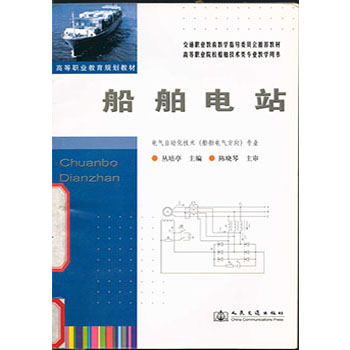 交通职业教育教学指导委员会推荐教材
高等职业院校船舶技术类专业教学用书
高等职业教育规划教材
船舶电站
电气自动化技术(船舶电气方向)专业
丛培亭 主编 陈晓琴 主审
Chuanbo
Dianzhan
人民交通出版社
China Communications Press